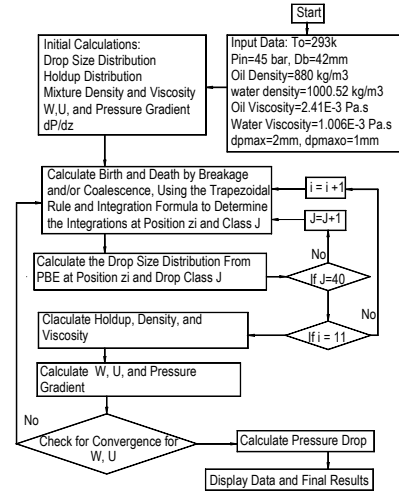 Start
Input Data: To=293k
Pin=45 bar, Db=42mm
Oil Density=880 kg/m3
water density=1000.52 kg/m3
Oil Viscosity=2.41E-3 Pa.s
Water Viscosity=1.006E-3 Pa.s
dpmax=2mm, dpmaxo=1mm
Initial Calculations:
Drop Size Distribution
Holdup Distribution
Mixture Density and Viscosity
W,U, and Pressure Gradient
dP/dz
Calculate Birth and Death by Breakage
and/or Coalescence, Using the Trapezoidal
Rule and Integration Formula to Determine
the Integrations at Position zi and Class J
i = i +1
J=J+1
Calculate the Drop Size Distribution From
PBE at Position zi and Drop Class J
No
If J=40
No
If i = 11
Claculate Holdup, Density, and
Viscosity
Calculate W, U, and Pressure
Gradient
No
Check for Convergence for
W, U
Calculate Pressure Drop
Display Data and Final Results